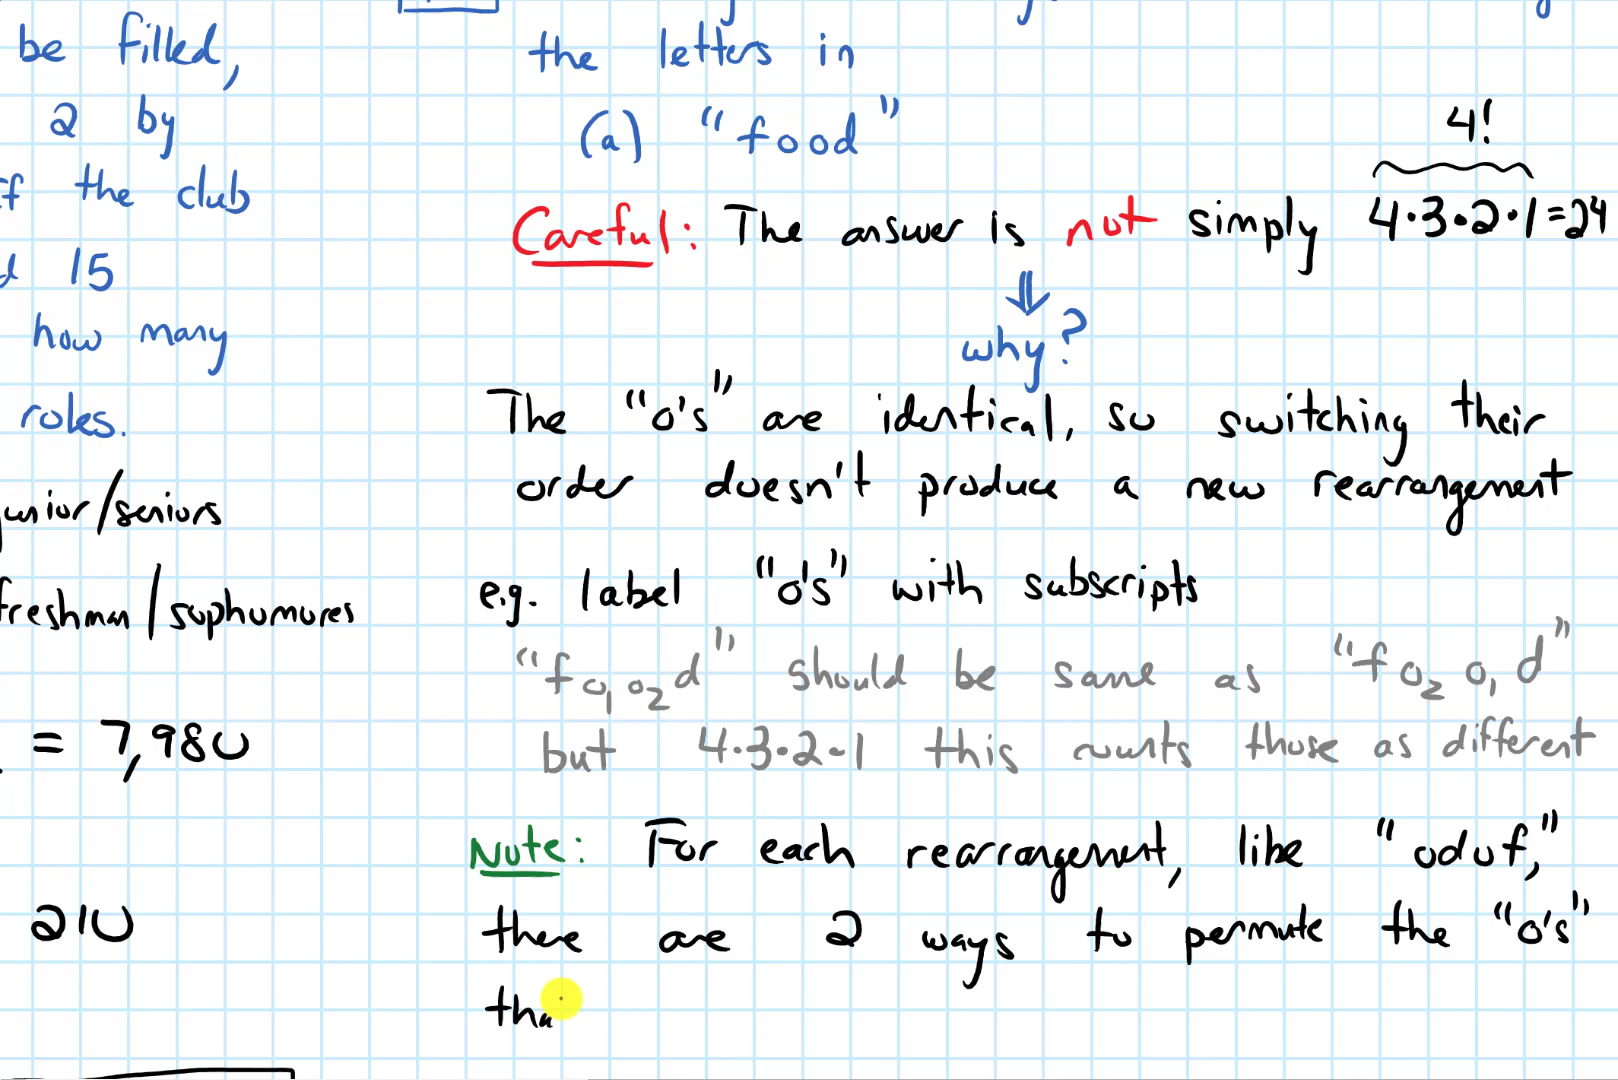 be filled,
2 by
if the club
15
how many
roles.
junior/seniors
freshman/sophomores
= 7,980
210
the letters in
(a) "food"
4!
Careful: The answer is not simply 4·3·2·1=24
why?
The "o's" are identical, so switching their
order doesn't produce a new rearrangement
e.g. label "o's" with subscripts
"fo₁o₂d" should be same as "fo₂o₁d"
but 4·3·2·1 this counts those as different
Note: For each rearrangement, like "odof,"
there are 2 ways to permute the "o's"
tha